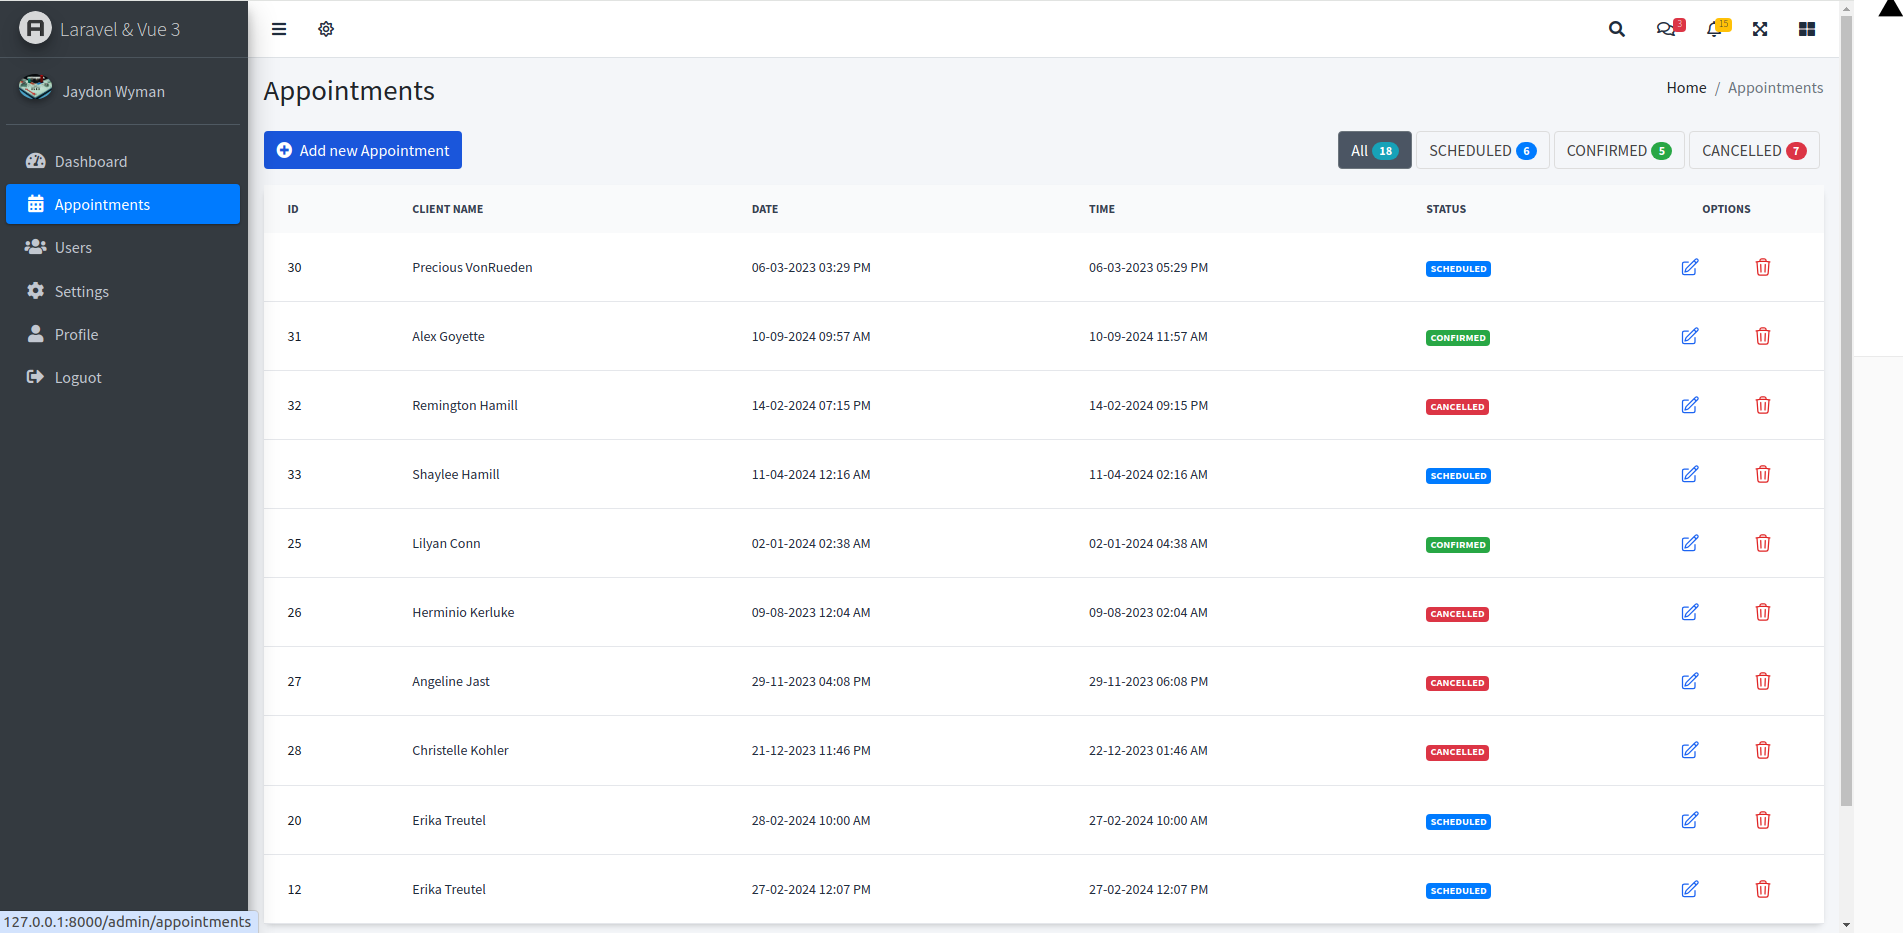 Laravel & Vue 3
3
15
Jaydon Wyman
Appointments
Home / Appointments
Add new Appointment
All 18 SCHEDULED 6 CONFIRMED 5 CANCELLED 7
Dashboard
Appointments
Users
Settings
Profile
Loguot
ID CLIENT NAME DATE TIME STATUS OPTIONS
30 Precious VonRueden 06-03-2023 03:29 PM 06-03-2023 05:29 PM SCHEDULED
31 Alex Goyette 10-09-2024 09:57 AM 10-09-2024 11:57 AM CONFIRMED
32 Remington Hamill 14-02-2024 07:15 PM 14-02-2024 09:15 PM CANCELLED
33 Shaylee Hamill 11-04-2024 12:16 AM 11-04-2024 02:16 AM SCHEDULED
25 Lilyan Conn 02-01-2024 02:38 AM 02-01-2024 04:38 AM CONFIRMED
26 Herminio Kerluke 09-08-2023 12:04 AM 09-08-2023 02:04 AM CANCELLED
27 Angeline Jast 29-11-2023 04:08 PM 29-11-2023 06:08 PM CANCELLED
28 Christelle Kohler 21-12-2023 11:46 PM 22-12-2023 01:46 AM CANCELLED
20 Erika Treutel 28-02-2024 10:00 AM 27-02-2024 10:00 AM SCHEDULED
12 Erika Treutel 27-02-2024 12:07 PM 27-02-2024 12:07 PM SCHEDULED
127.0.0.1:8000/admin/appointments